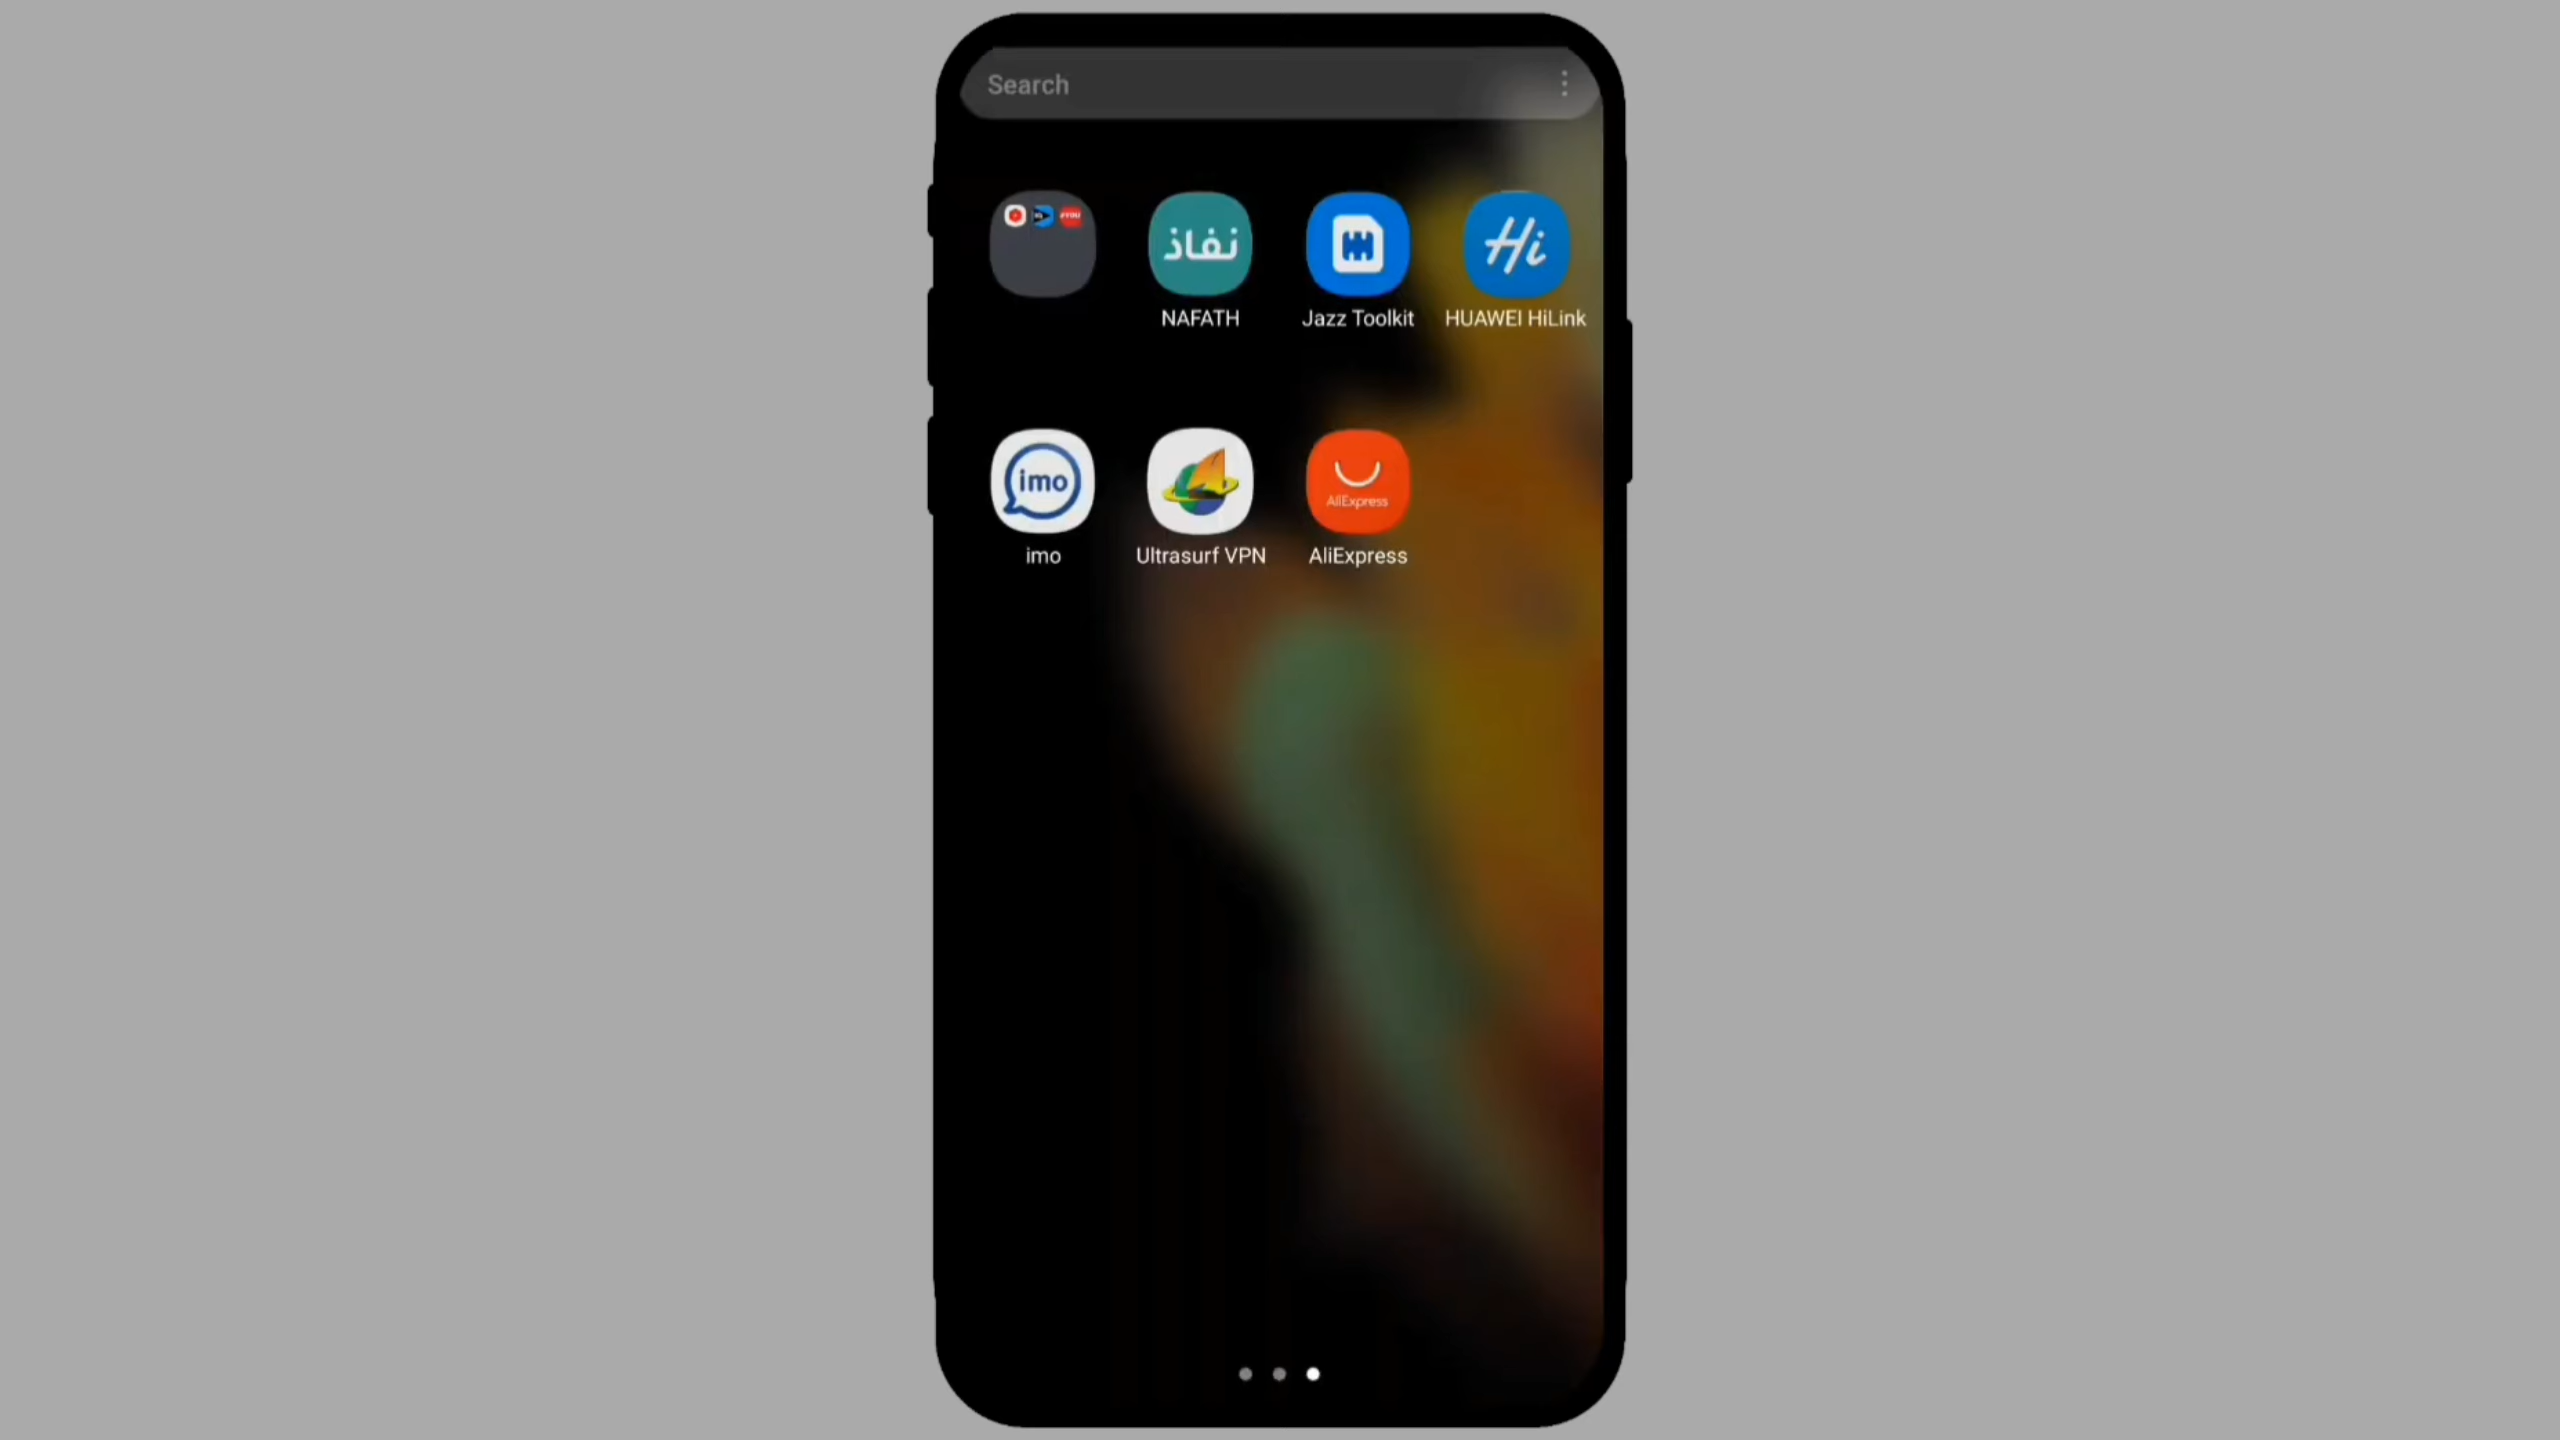 Search
نفاذ
Hi
NAFATH
Jazz Toolkit
HUAWEI HiLink
imo
AliExpress
imo
Ultrasurf VPN
AliExpress